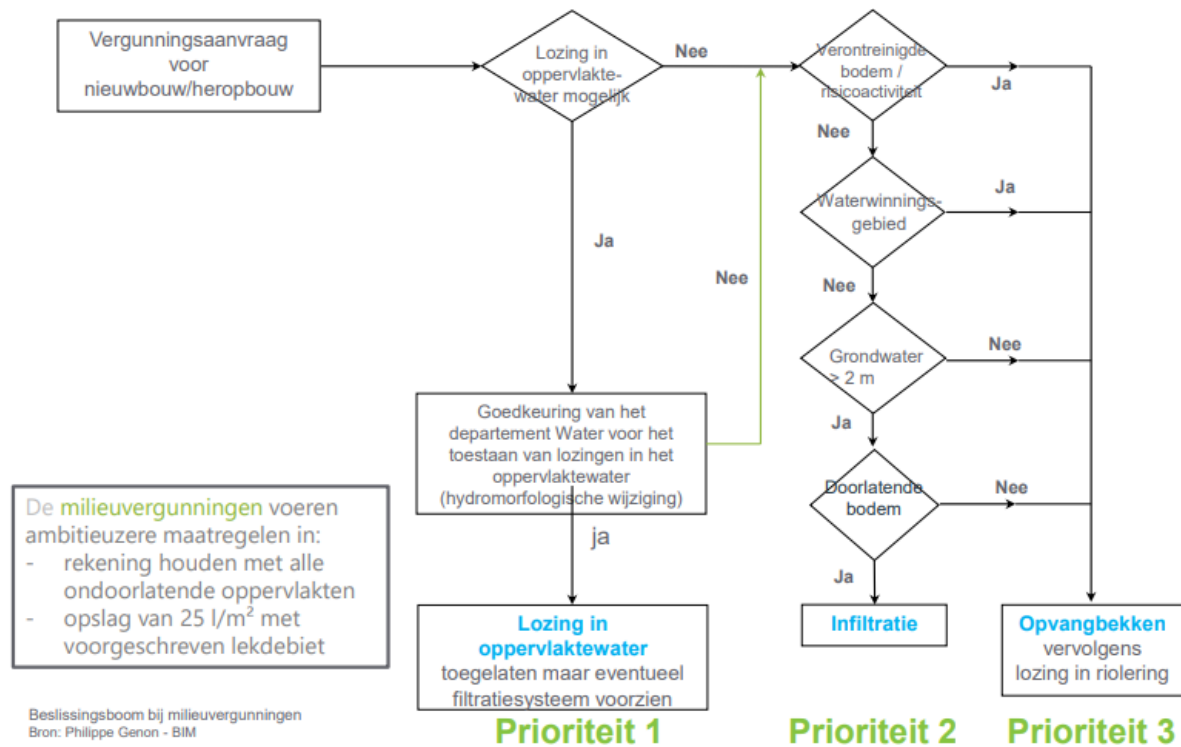 Vergunningsaanvraag
voor
nieuwbouw/heropbouw
Lozing in
oppervlakte-
water mogelijk
Nee
Verontreinigde
bodem /
risicoactiviteit
Ja
Nee
Waterwinnings-
gebied
Ja
Ja
Nee
Nee
Grondwater
> 2 m
Nee
Ja
Goedkeuring van het
departement Water voor het
toestaan van lozingen in het
oppervlaktewater
(hydromorfologische wijziging)
Doorlatende
bodem
Nee
ja
Ja
De milieuvergunningen voeren
ambitieuzere maatregelen in:
- rekening houden met alle
ondoorlatende oppervlakten
- opslag van 25 l/m² met
voorgeschreven lekdebiet
Lozing in
oppervlaktewater
toegelaten maar eventueel
filtratiesysteem voorzien
Infiltratie
Opvangbekken
vervolgens
lozing in riolering
Beslissingsboom bij milieuvergunningen
Bron: Philippe Genon - BIM
Prioriteit 1
Prioriteit 2
Prioriteit 3